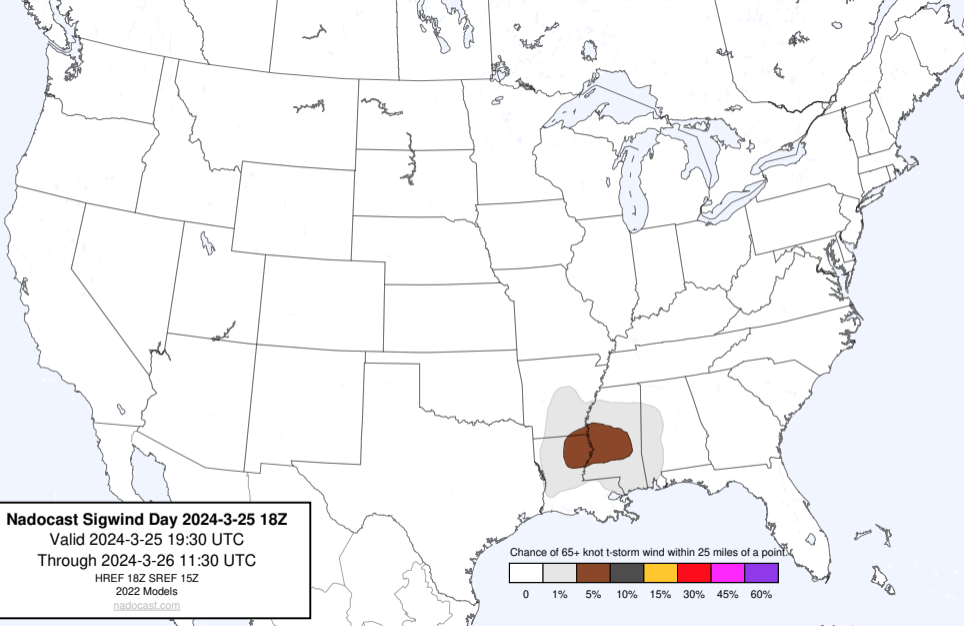 Nadocast Sigwind Day 2024-3-25 18Z
Valid 2024-3-25 19:30 UTC
Through 2024-3-26 11:30 UTC
HREF 18Z SREF 15Z
2022 Models
nadocast.com
Chance of 65+ knot t-storm wind within 25 miles of a point.
0 1% 5% 10% 15% 30% 45% 60%